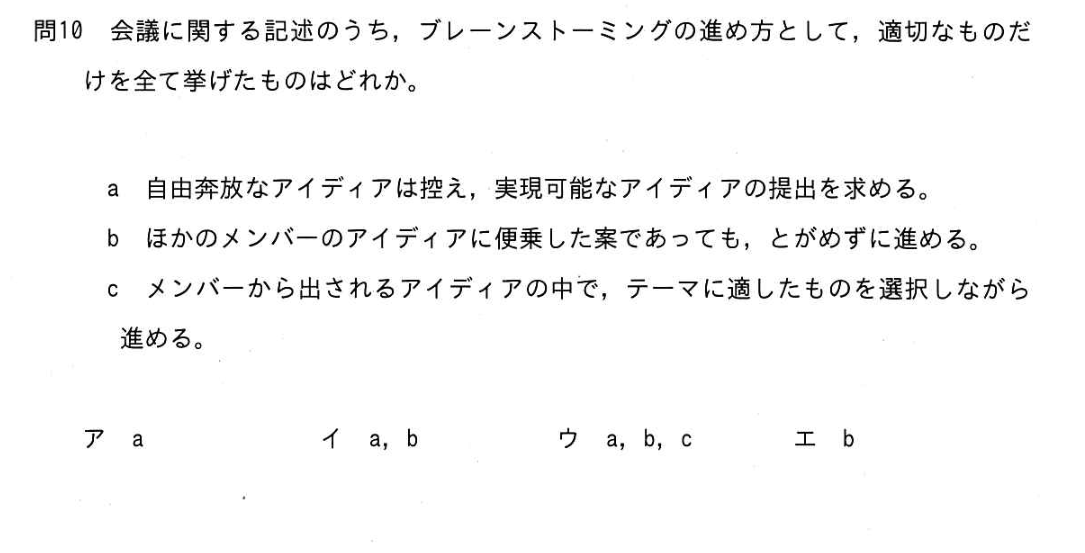 問10 会議に関する記述のうち，ブレーンストーミングの進め方として，適切なものだ
けを全て挙げたものはどれか。
a 自由奔放なアイディアは控え，実現可能なアイディアの提出を求める。
b ほかのメンバーのアイディアに便乗した案であっても，とがめずに進める。
c メンバーから出されるアイディアの中で，テーマに適したものを選択しながら
進める。
ア a イ a, b ウ a, b, c エ b